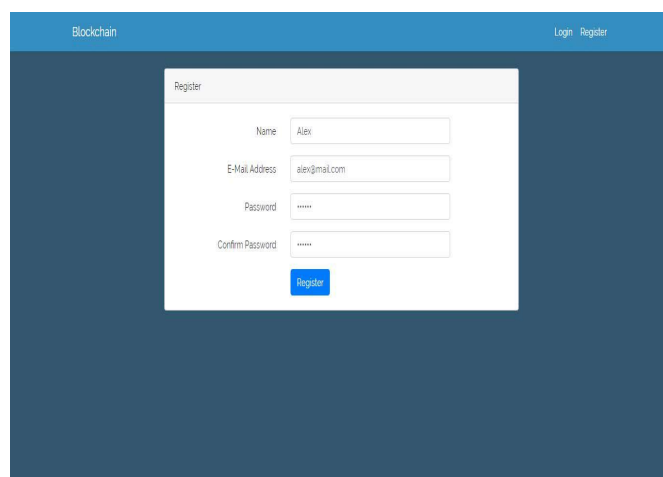 Blockchain Login Register
Register
Name Alex
E-Mail Address alex@mail.com
Password ••••••
Confirm Password ••••••
Register